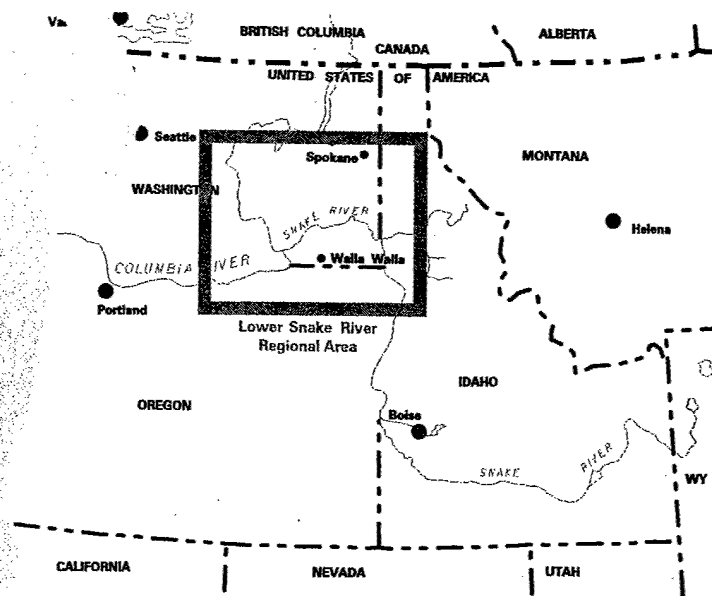 BRITISH COLUMBIA
ALBERTA
CANADA
UNITED STATES OF AMERICA
Seattle
Spokane
MONTANA
WASHINGTON
SNAKE RIVER
Helena
COLUMBIA RIVER
Walla Walla
Portland
Lower Snake River
Regional Area
IDAHO
OREGON
Boise
SNAKE RIVER
WY
CALIFORNIA
NEVADA
UTAH